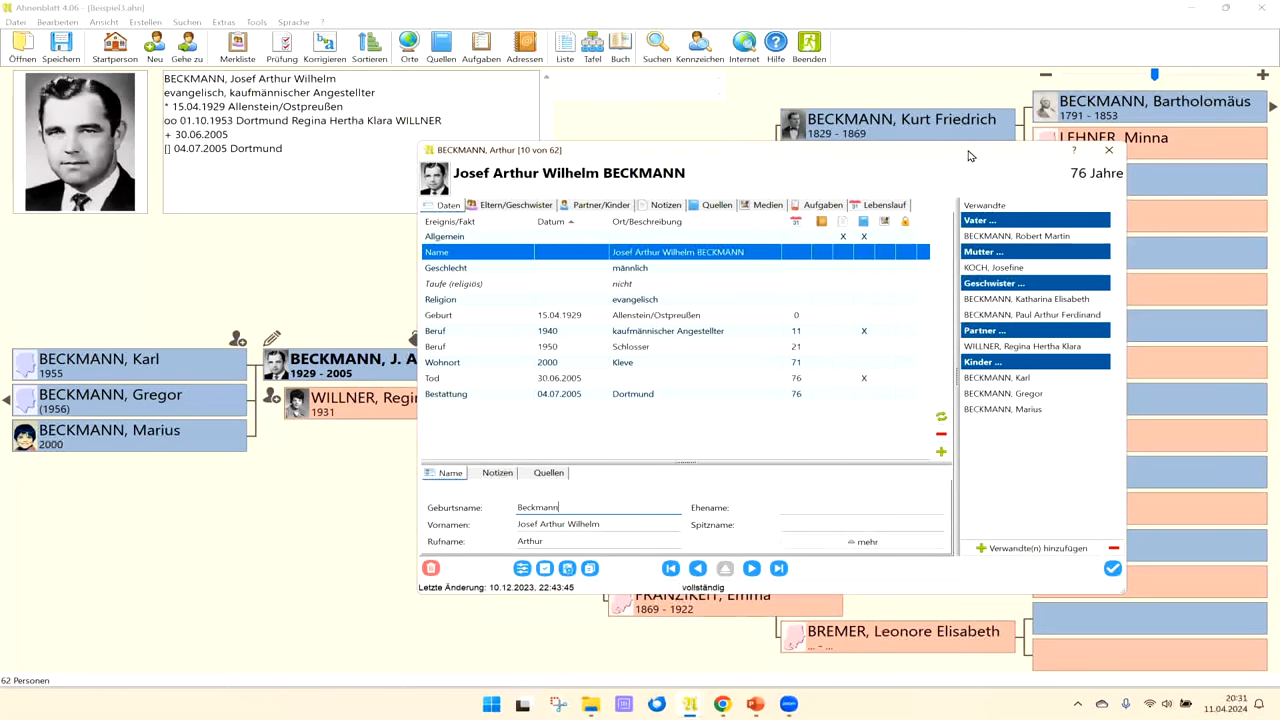 Ahnenblatt 4.06 - [Beispiel3.ahn]
Datei Bearbeiten Ansicht Erstellen Suchen Extras Tools Sprache ?
Öffnen Speichern Startperson Neu Gehe zu Merkliste Prüfung Korrigieren Sortieren Orte Quellen Aufgaben Adressen Liste Tafel Buch Suchen Kennzeichen Internet Hilfe Beenden
BECKMANN, Josef Arthur Wilhelm
evangelisch, kaufmännischer Angestellter
* 15.04.1929 Allenstein/Ostpreußen
oo 01.10.1953 Dortmund Regina Hertha Klara WILLNER
+ 30.06.2005
[] 04.07.2005 Dortmund
BECKMANN, Kurt Friedrich
1829 - 1869
BECKMANN, Bartholomäus
1791 - 1853
LEHNER, Minna
BECKMANN, Karl
1955
BECKMANN, Gregor
(1956)
BECKMANN, Marius
2000
BECKMANN, J. A
1929 - 2005
WILLNER, Regi
1931
BECKMANN, Arthur [10 von 62]
?
Josef Arthur Wilhelm BECKMANN
76 Jahre
Daten Eltern/Geschwister Partner/Kinder Notizen Quellen Medien Aufgaben Lebenslauf
Ereignis/Fakt Datum Ort/Beschreibung
Allgemein X X
Name Josef Arthur Wilhelm BECKMANN
Geschlecht männlich
Taufe (religiös) nicht
Religion evangelisch
Geburt 15.04.1929 Allenstein/Ostpreußen 0
Beruf 1940 kaufmännischer Angestellter 11 X
Beruf 1950 Schlosser 21
Wohnort 2000 Kleve 71
Tod 30.06.2005 76 X
Bestattung 04.07.2005 Dortmund 76
Verwandte
Vater ...
BECKMANN, Robert Martin
Mutter ...
KOCH, Josefine
Geschwister ...
BECKMANN, Katharina Elisabeth
BECKMANN, Paul Arthur Ferdinand
Partner ...
WILLNER, Regina Hertha Klara
Kinder ...
BECKMANN, Karl
BECKMANN, Gregor
BECKMANN, Marius
Verwandte(n) hinzufügen
Name Notizen Quellen
Geburtsname: Beckmann Ehename:
Vornamen: Josef Arthur Wilhelm Spitzname:
Rufname: Arthur mehr
Letzte Änderung: 10.12.2023, 22:43:45 vollständig
FRANZIKEIT, Emma
1869 - 1922
BREMER, Leonore Elisabeth
... - ...
62 Personen
20:31
11.04.2024